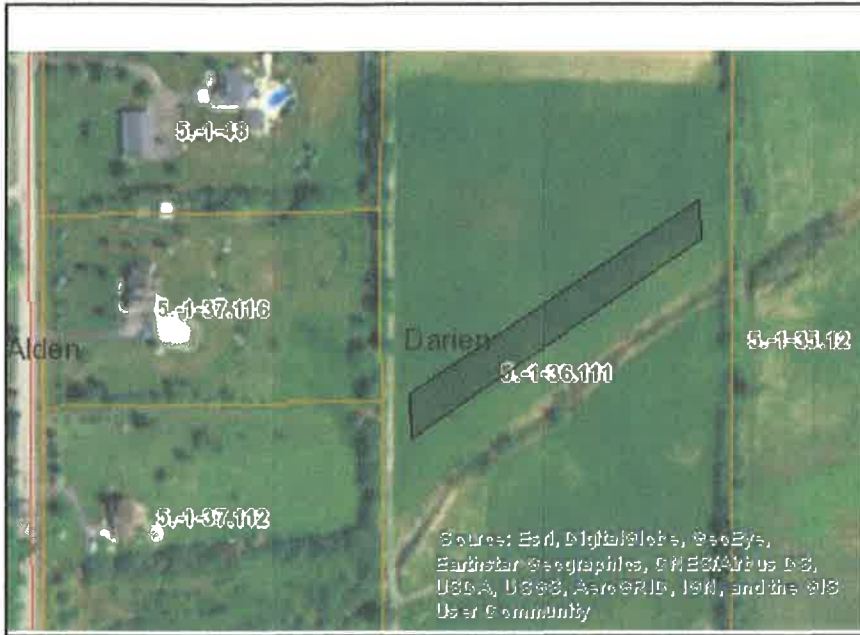 5.-1-48
5.-1-37.116
Alden
Darien
5.-1-35.12
5.-1-36.111
5.-1-37.112
Source: Esri, DigitalGlobe, GeoEye,
Earthstar Geographics, CNES/Airbus DS,
USDA, USGS, AeroGRID, IGN, and the GIS
User Community